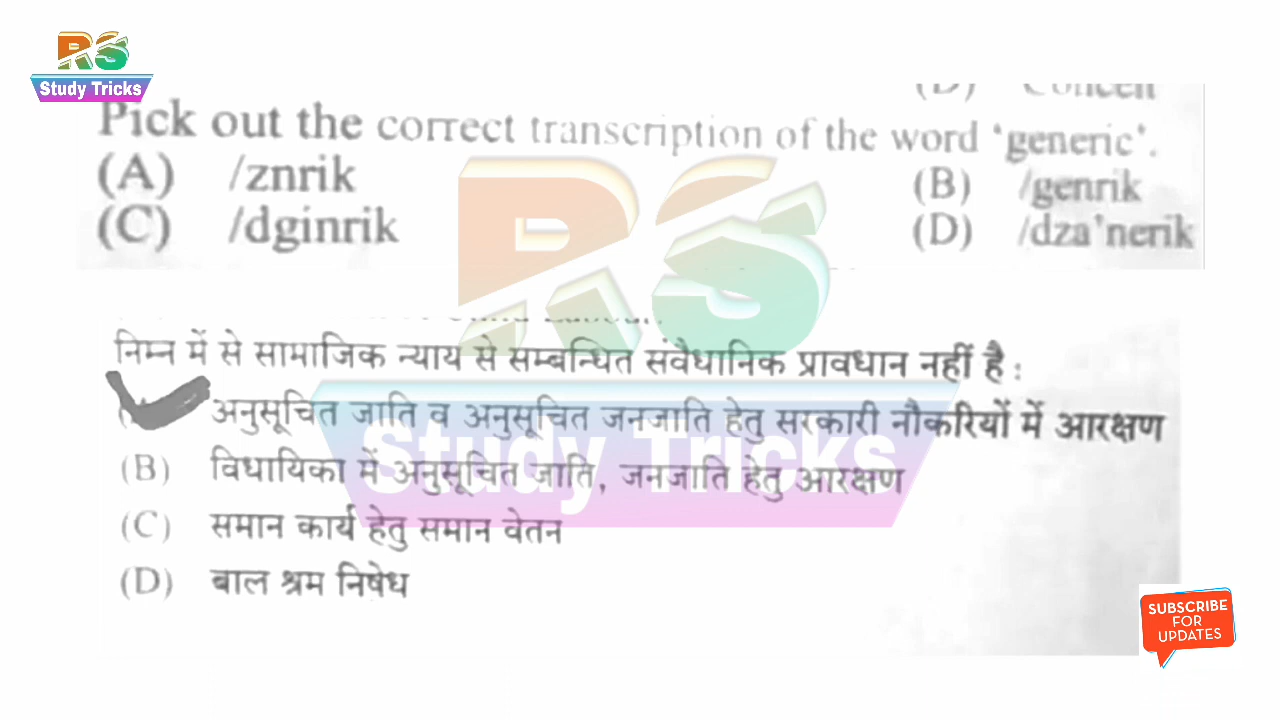 RS
Study Tricks
(D) Conceit
Pick out the correct transcription of the word ‘generic’.
(A) /znrik (B) /genrik
(C) /dginrik (D) /dza’nerik
RS
Study Tricks
निम्न में से सामाजिक न्याय से सम्बन्धित संवैधानिक प्रावधान नहीं है :
अनुसूचित जाति व अनुसूचित जनजाति हेतु सरकारी नौकरियों में आरक्षण
(B) विधायिका में अनुसूचित जाति, जनजाति हेतु आरक्षण
(C) समान कार्य हेतु समान वेतन
(D) बाल श्रम निषेध
SUBSCRIBE
FOR
UPDATES